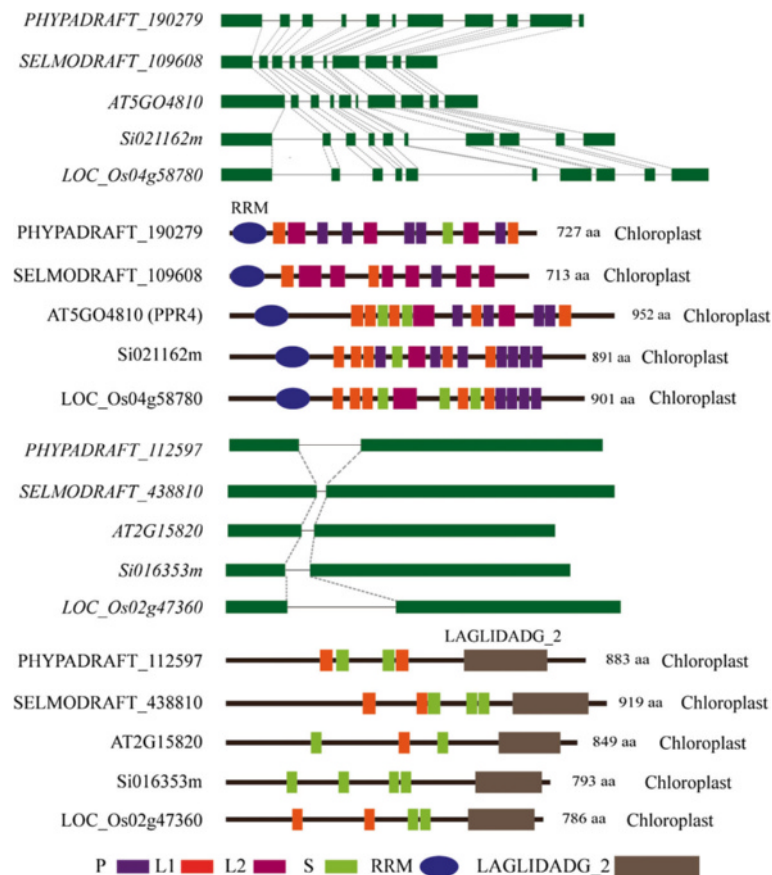 PHYPADRAFT_190279
SELMODRAFT_109608
AT5GO4810
Si021162m
LOC_Os04g58780
RRM
PHYPADRAFT_190279 727 aa Chloroplast
SELMODRAFT_109608 713 aa Chloroplast
AT5GO4810 (PPR4) 952 aa Chloroplast
Si021162m 891 aa Chloroplast
LOC_Os04g58780 901 aa Chloroplast
PHYPADRAFT_112597
SELMODRAFT_438810
AT2G15820
Si016353m
LOC_Os02g47360
LAGLIDADG_2
PHYPADRAFT_112597 883 aa Chloroplast
SELMODRAFT_438810 919 aa Chloroplast
AT2G15820 849 aa Chloroplast
Si016353m 793 aa Chloroplast
LOC_Os02g47360 786 aa Chloroplast
P L1 L2 S RRM LAGLIDADG_2